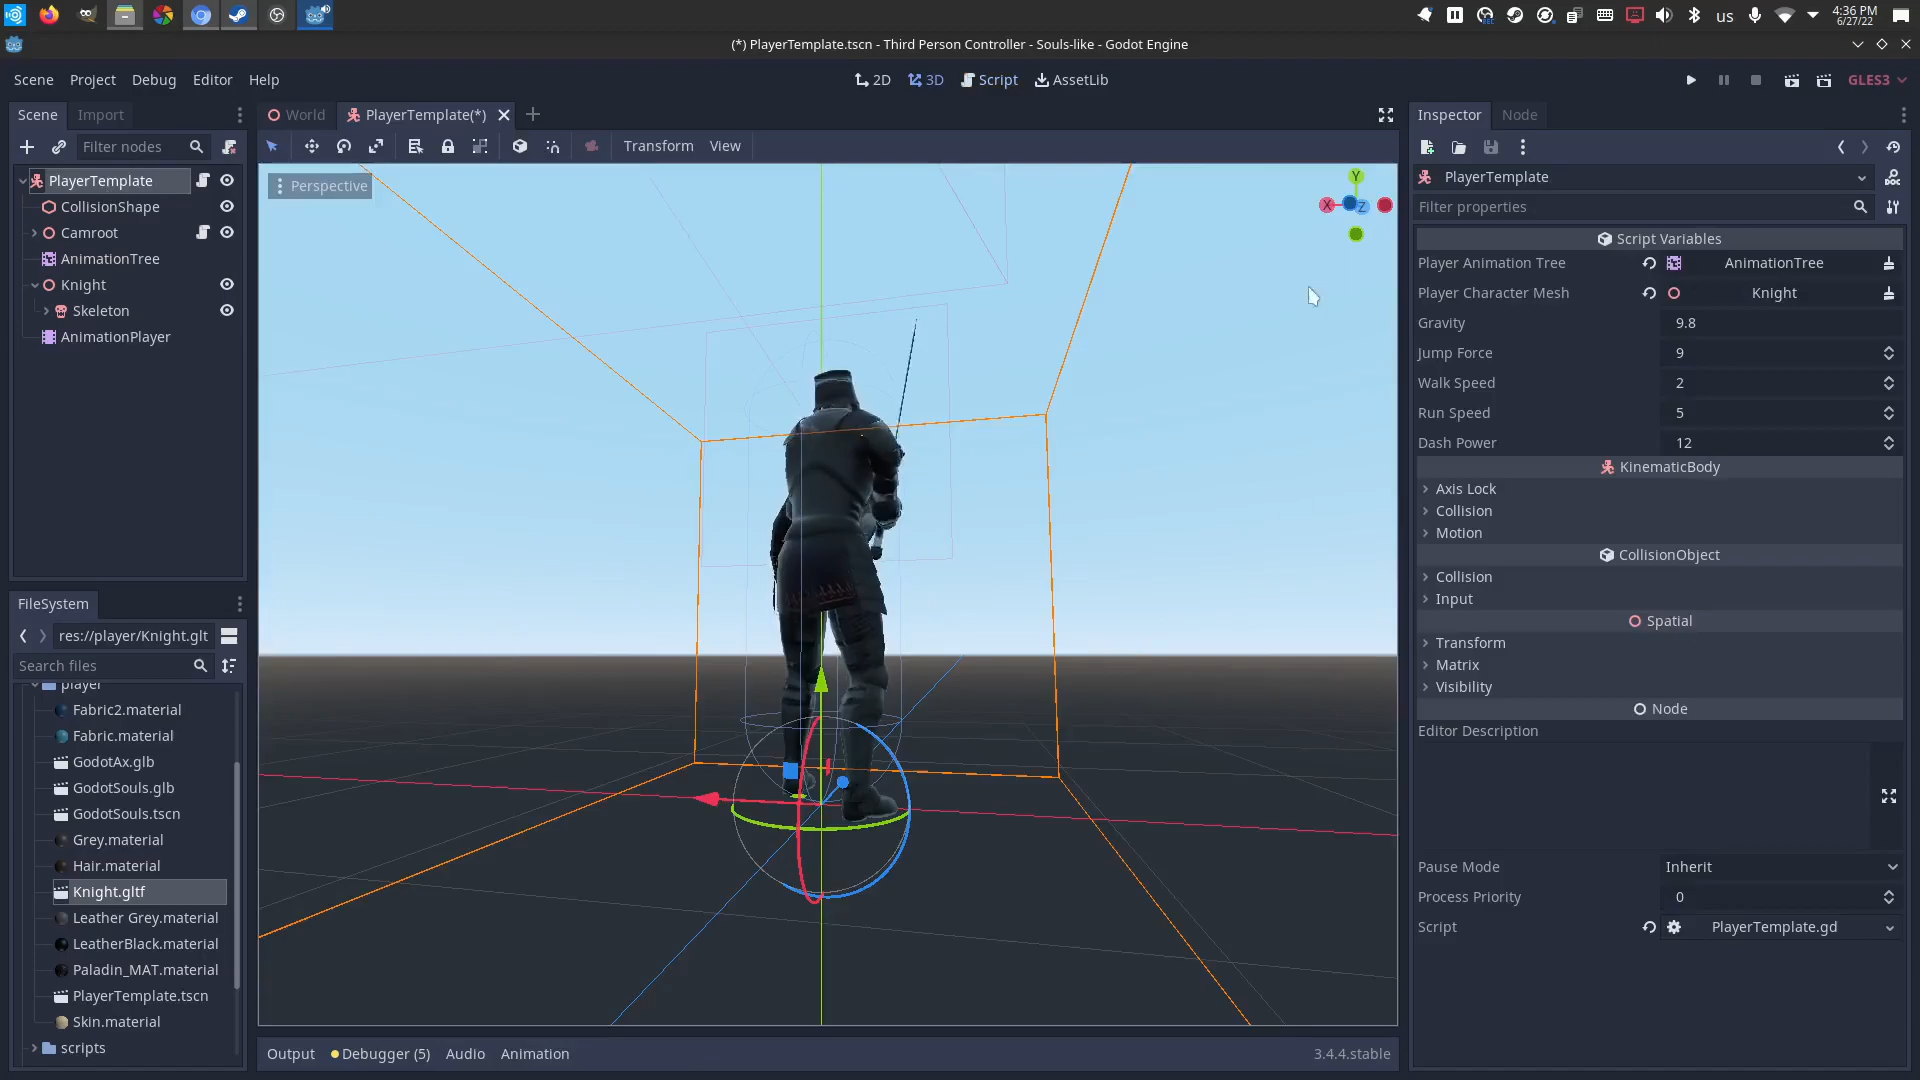 us
4:36 PM
6/27/22
(*) PlayerTemplate.tscn - Third Person Controller - Souls-like - Godot Engine
Scene Project Debug Editor Help
2D 3D Script AssetLib
GLES3
Scene Import
World PlayerTemplate(*)
Inspector Node
Filter nodes
Transform View
PlayerTemplate
CollisionShape
Camroot
AnimationTree
Knight
Skeleton
AnimationPlayer
FileSystem
res://player/Knight.glt
Search files
player
Fabric2.material
Fabric.material
GodotAx.glb
GodotSouls.glb
GodotSouls.tscn
Grey.material
Hair.material
Knight.gltf
Leather Grey.material
LeatherBlack.material
Paladin_MAT.material
PlayerTemplate.tscn
Skin.material
scripts
Perspective
Y
X
Z
Output Debugger (5) Audio Animation
3.4.4.stable
PlayerTemplate
Filter properties
Script Variables
Player Animation Tree AnimationTree
Player Character Mesh Knight
Gravity 9.8
Jump Force 9
Walk Speed 2
Run Speed 5
Dash Power 12
KinematicBody
Axis Lock
Collision
Motion
CollisionObject
Collision
Input
Spatial
Transform
Matrix
Visibility
Node
Editor Description
Pause Mode Inherit
Process Priority 0
Script PlayerTemplate.gd